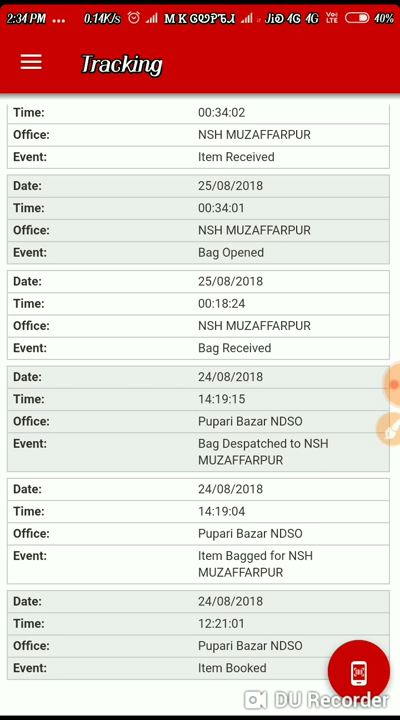 2:34 PM ... 0.14K/s Jio 4G 4G VoLTE 40%
Tracking
Time: 00:34:02
Office: NSH MUZAFFARPUR
Event: Item Received
Date: 25/08/2018
Time: 00:34:01
Office: NSH MUZAFFARPUR
Event: Bag Opened
Date: 25/08/2018
Time: 00:18:24
Office: NSH MUZAFFARPUR
Event: Bag Received
Date: 24/08/2018
Time: 14:19:15
Office: Pupari Bazar NDSO
Event: Bag Despatched to NSH
MUZAFFARPUR
Date: 24/08/2018
Time: 14:19:04
Office: Pupari Bazar NDSO
Event: Item Bagged for NSH
MUZAFFARPUR
Date: 24/08/2018
Time: 12:21:01
Office: Pupari Bazar NDSO
Event: Item Booked
DU Recorder